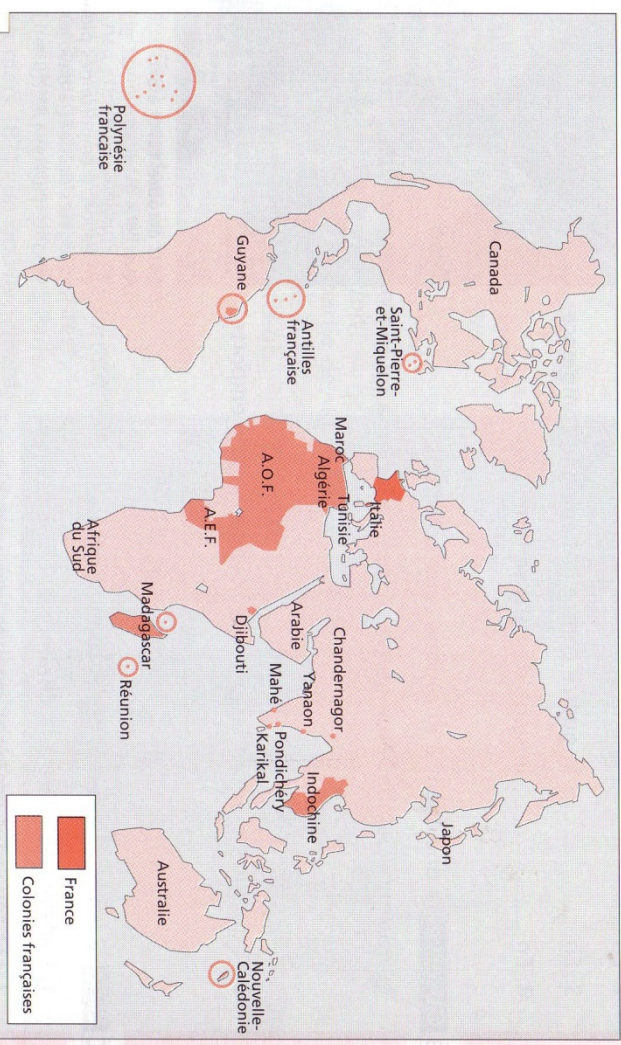 Canada
Saint-Pierre-
et-Miquelon
Antilles
française
Guyane
Polynésie
francaise
Italie
Tunisie
Maroc
Algérie
A.O.F.
A.E.F.
Afrique
du Sud
Madagascar
Réunion
Djibouti
Arabie
Chandernagor
Yanaon
Mahé
Pondichéry
Karikal
Indochine
Japon
Australie
Nouvelle-
Calédonie
France
Colonies françaises